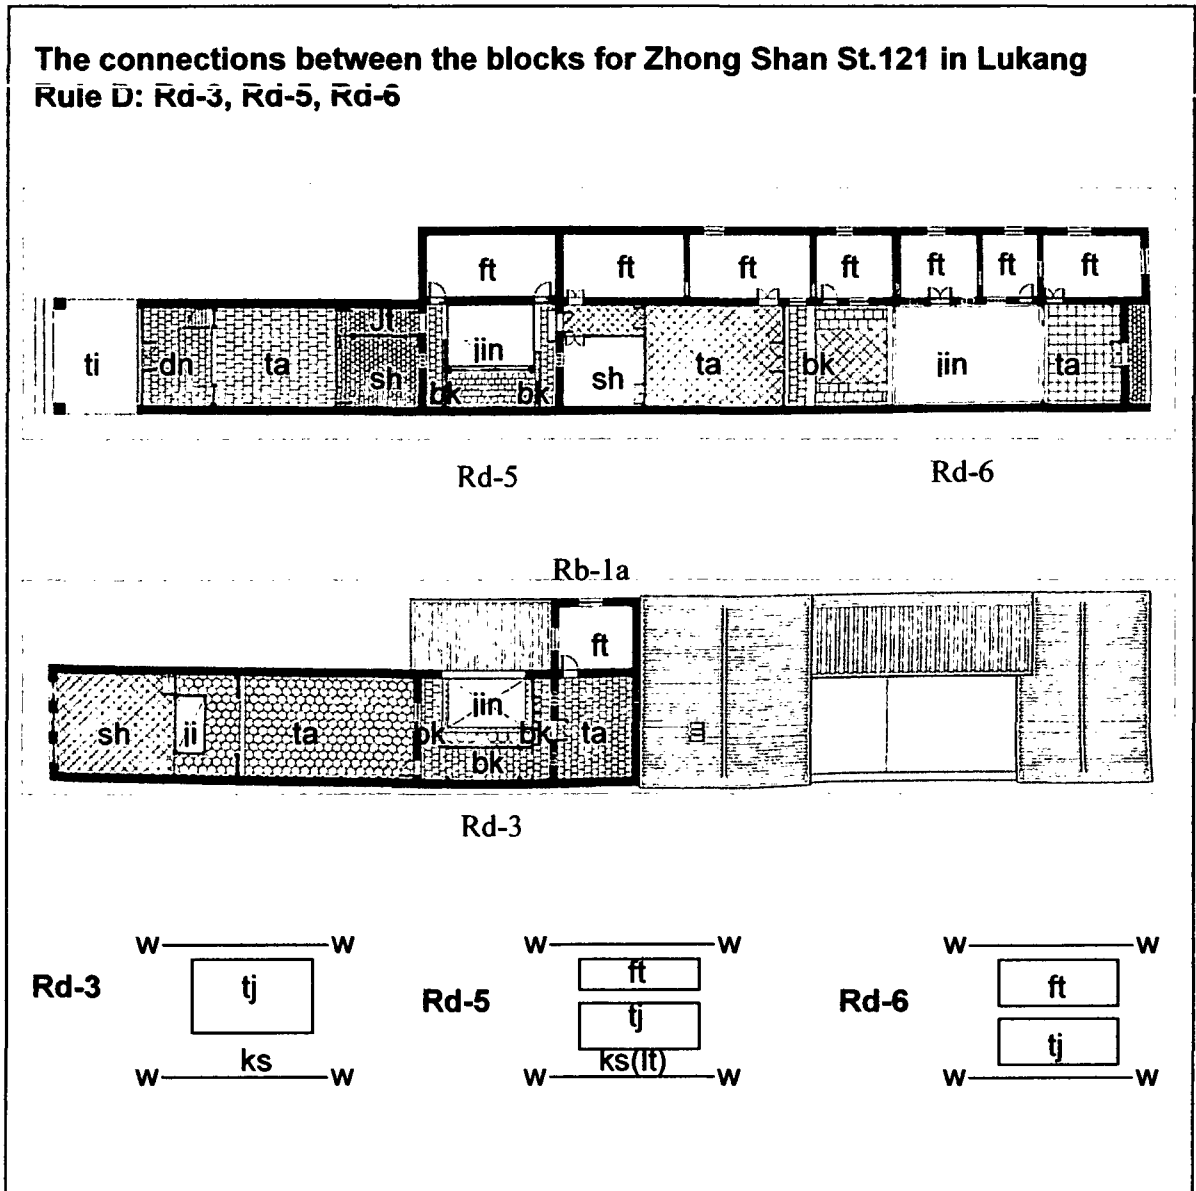 The connections between the blocks for Zhong Shan St.121 in Lukang
Rule D: Rd-3, Rd-5, Rd-6
ft ft ft ft ft ft ft
ti dn ta Jt sh bk jin bk sh ta bk jin ta
Rd-5 Rd-6
Rb-1a
ft
sh ji ta bk jin bk bk ta
Rd-3
w w w w w w
Rd-3 tj Rd-5 ft tj Rd-6 ft tj
ks ks(lt)
w w w w w w